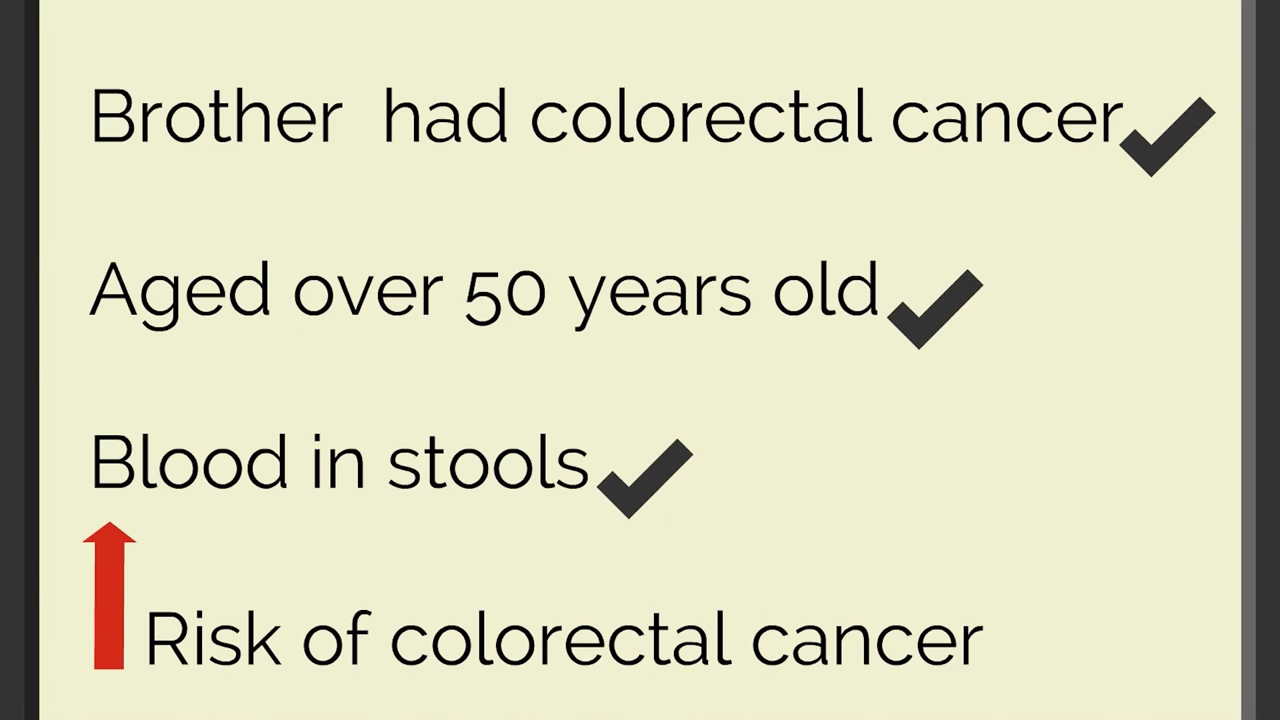 Brother had colorectal cancer
Aged over 50 years old
Blood in stools
Risk of colorectal cancer